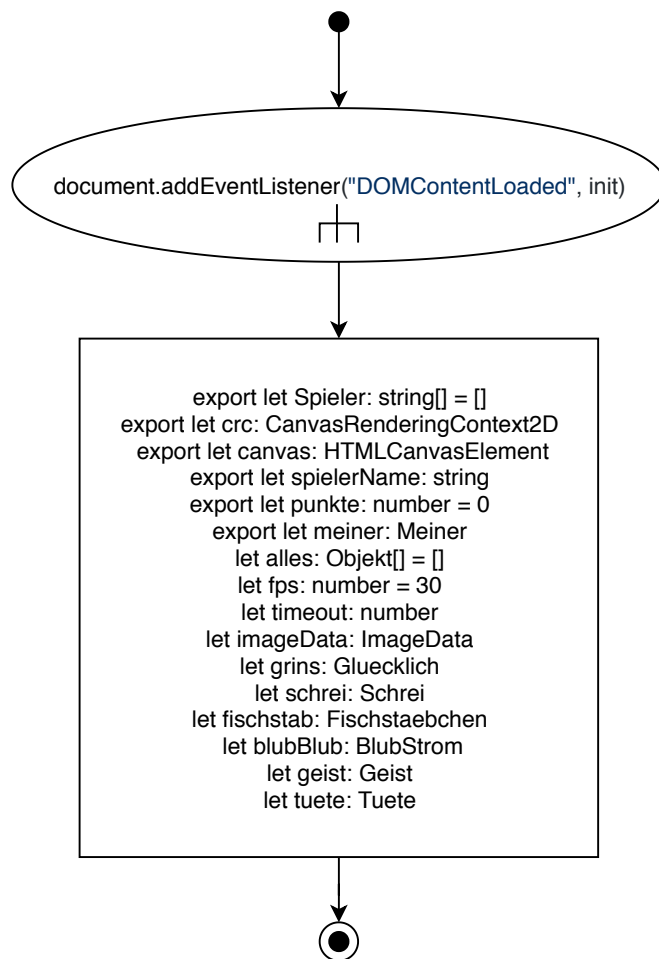 document.addEventListener("DOMContentLoaded", init)
export let Spieler: string[] = []
export let crc: CanvasRenderingContext2D
export let canvas: HTMLCanvasElement
export let spielerName: string
export let punkte: number = 0
export let meiner: Meiner
let alles: Objekt[] = []
let fps: number = 30
let timeout: number
let imageData: ImageData
let grins: Gluecklich
let schrei: Schrei
let fischstab: Fischstaebchen
let blubBlub: BlubStrom
let geist: Geist
let tuete: Tuete